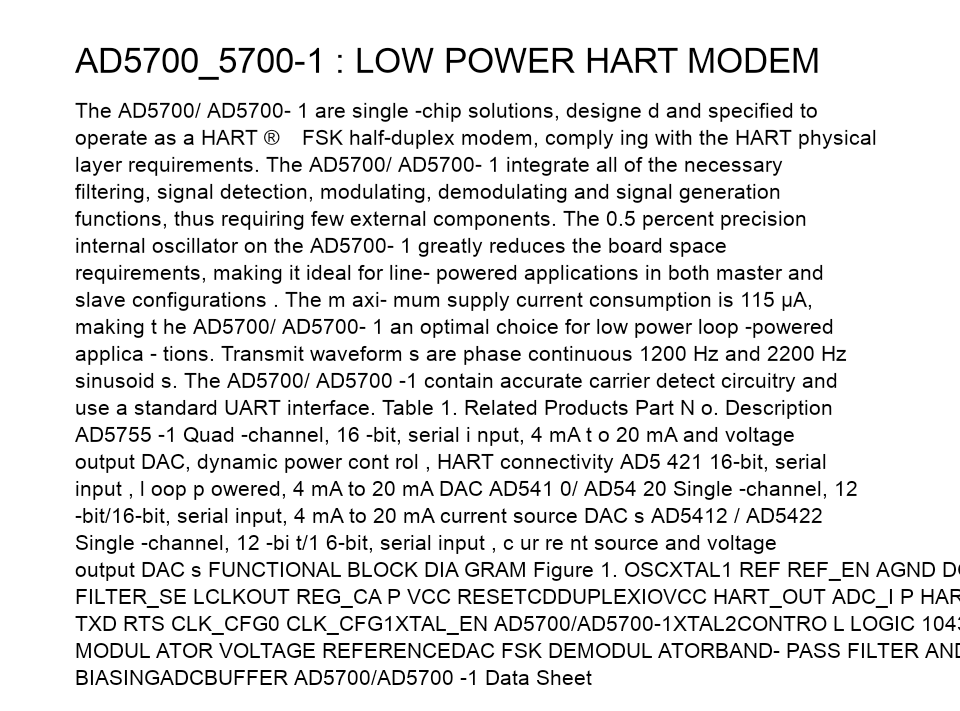 AD5700_5700-1 : LOW POWER HART MODEM
The AD5700/ AD5700- 1 are single -chip solutions, designe d and specified to
operate as a HART ® FSK half-duplex modem, comply ing with the HART physical
layer requirements. The AD5700/ AD5700- 1 integrate all of the necessary
filtering, signal detection, modulating, demodulating and signal generation
functions, thus requiring few external components. The 0.5 percent precision
internal oscillator on the AD5700- 1 greatly reduces the board space
requirements, making it ideal for line- powered applications in both master and
slave configurations . The m axi- mum supply current consumption is 115 µA,
making t he AD5700/ AD5700- 1 an optimal choice for low power loop -powered
applica - tions. Transmit waveform s are phase continuous 1200 Hz and 2200 Hz
sinusoid s. The AD5700/ AD5700 -1 contain accurate carrier detect circuitry and
use a standard UART interface. Table 1. Related Products Part N o. Description
AD5755 -1 Quad -channel, 16 -bit, serial i nput, 4 mA t o 20 mA and voltage
output DAC, dynamic power cont rol , HART connectivity AD5 421 16-bit, serial
input , l oop p owered, 4 mA to 20 mA DAC AD541 0/ AD54 20 Single -channel, 12
-bit/16-bit, serial input, 4 mA to 20 mA current source DAC s AD5412 / AD5422
Single -channel, 12 -bi t/1 6-bit, serial input , c ur re nt source and voltage
output DAC s FUNCTIONAL BLOCK DIA GRAM Figure 1. OSCXTAL1 REF REF_EN AGND
FILTER_SE LCLKOUT REG_CA P VCC RESETCDDUPLEXIOVCC HART_OUT ADC_I P HAR
TXD RTS CLK_CFG0 CLK_CFG1XTAL_EN AD5700/AD5700-1XTAL2CONTRO L LOGIC 1043
MODUL ATOR VOLTAGE REFERENCEDAC FSK DEMODUL ATORBAND- PASS FILTER AND
BIASINGADCBUFFER AD5700/AD5700 -1 Data Sheet